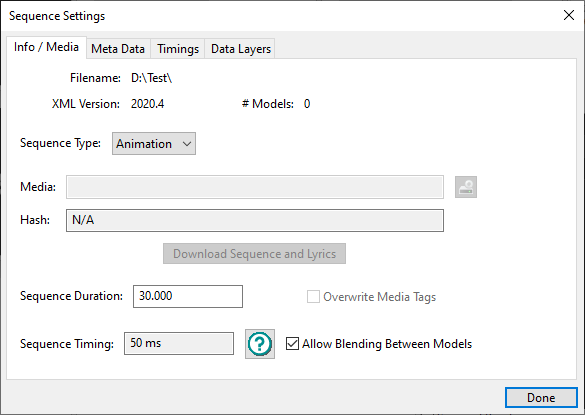 Sequence Settings
Info / Media Meta Data Timings Data Layers
Filename: D:\Test\
XML Version: 2020.4 # Models: 0
Sequence Type: Animation
Media:
Hash: N/A
Download Sequence and Lyrics
Sequence Duration: 30.000 Overwrite Media Tags
Sequence Timing: 50 ms ? Allow Blending Between Models
Done